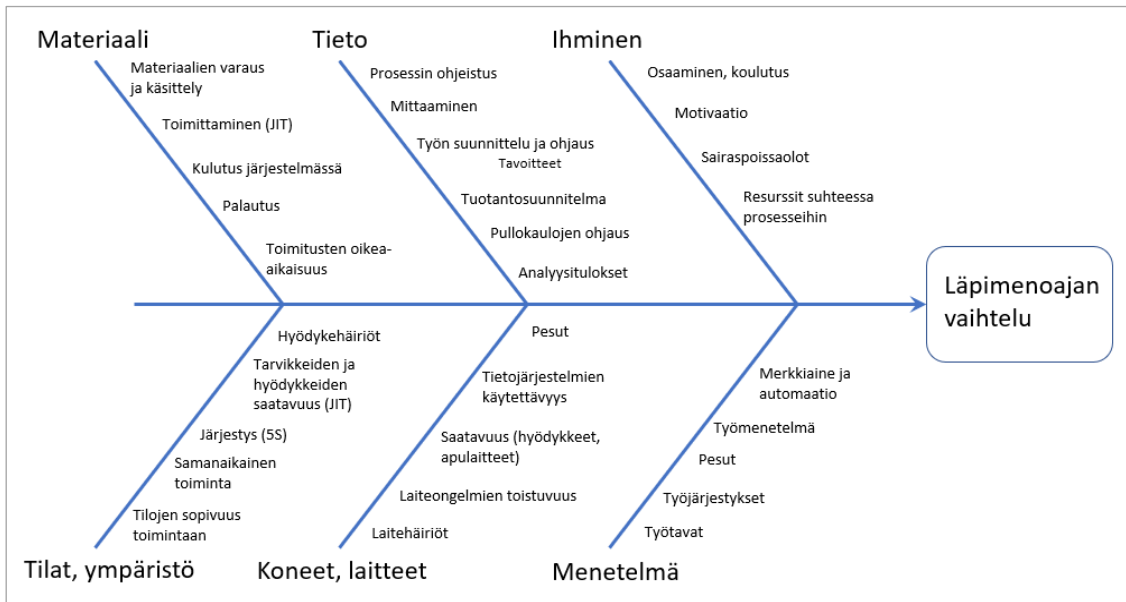 Materiaali
Materiaalien varaus
ja käsittely
Toimittaminen (JIT)
Kulutus järjestelmässä
Palautus
Toimitusten oikea-
aikaisuus
Tieto
Prosessin ohjeistus
Mittaaminen
Työn suunnittelu ja ohjaus
Tavoitteet
Tuotantosuunnitelma
Pullokaulojen ohjaus
Analyysitulokset
Ihminen
Osaaminen, koulutus
Motivaatio
Sairaspoissaolot
Resurssit suhteessa
prosesseihin
Läpimenoajan
vaihtelu
Hyödykehäiriöt
Tarvikkeiden ja
hyödykkeiden
saatavuus (JIT)
Järjestys (5S)
Samanaikainen
toiminta
Tilojen sopivuus
toimintaan
Tilat, ympäristö
Pesut
Tietojärjestelmien
käytettävyys
Saatavuus (hyödykkeet,
apulaitteet)
Laiteongelmien toistuvuus
Laitehäiriöt
Koneet, laitteet
Merkkiaine ja
automaatio
Työmenetelmä
Pesut
Työjärjestykset
Työtavat
Menetelmä